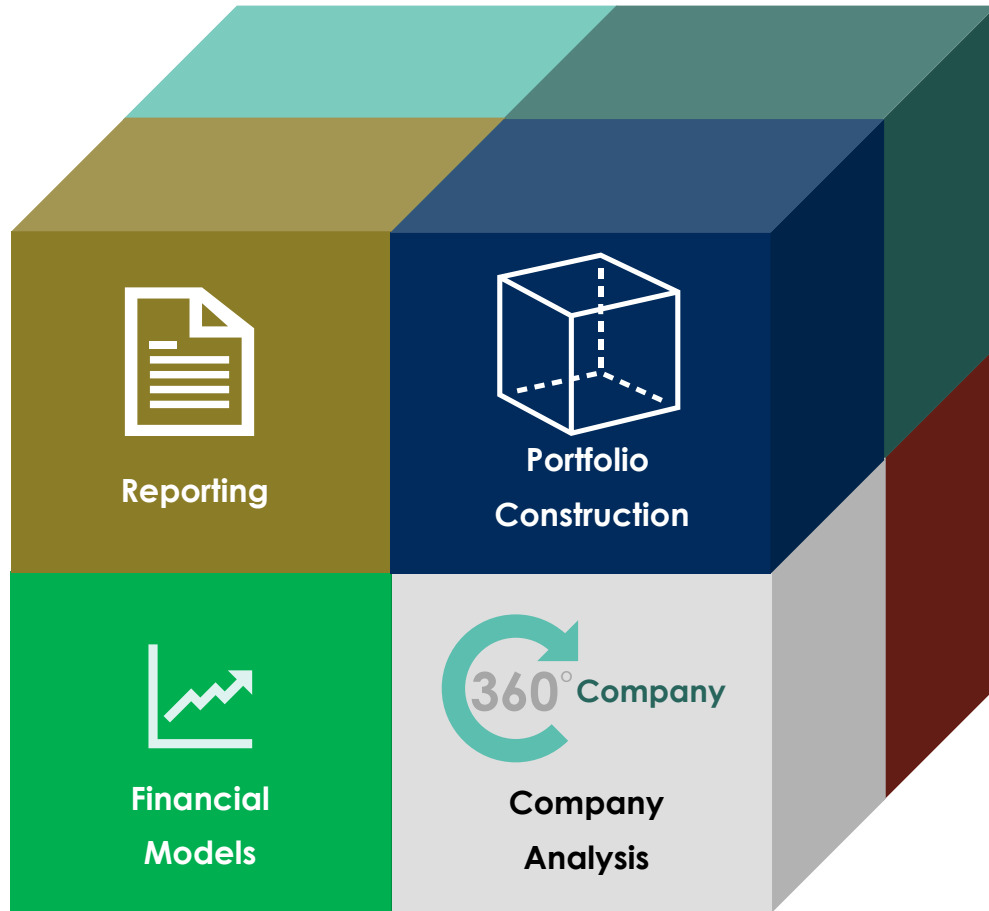 Reporting
Portfolio
Construction
360° Company
Financial
Models
Company
Analysis